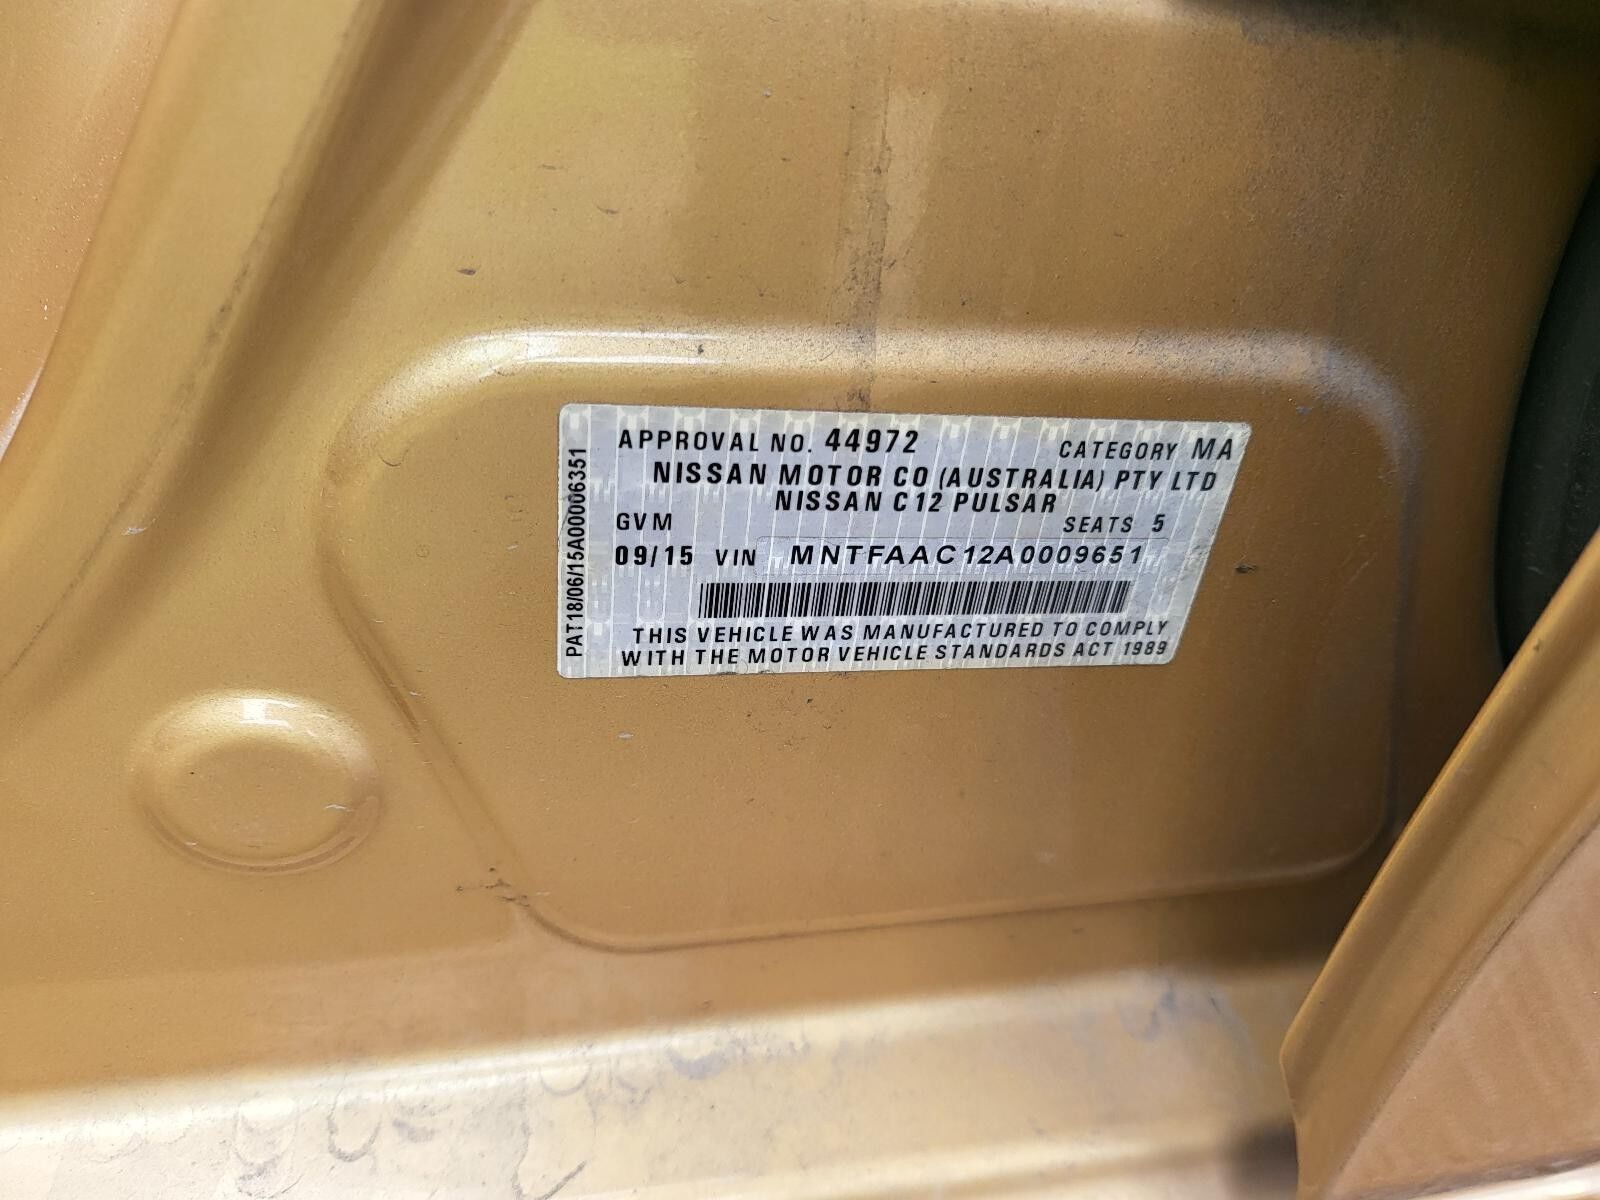 APPROVAL NO. 44972 CATEGORY MA
NISSAN MOTOR CO (AUSTRALIA) PTY LTD
NISSAN C12 PULSAR
GVM SEATS 5
09/15 VIN MNTFAAC12A0009651
THIS VEHICLE WAS MANUFACTURED TO COMPLY
WITH THE MOTOR VEHICLE STANDARDS ACT 1989
PAT18/06/15A00006351